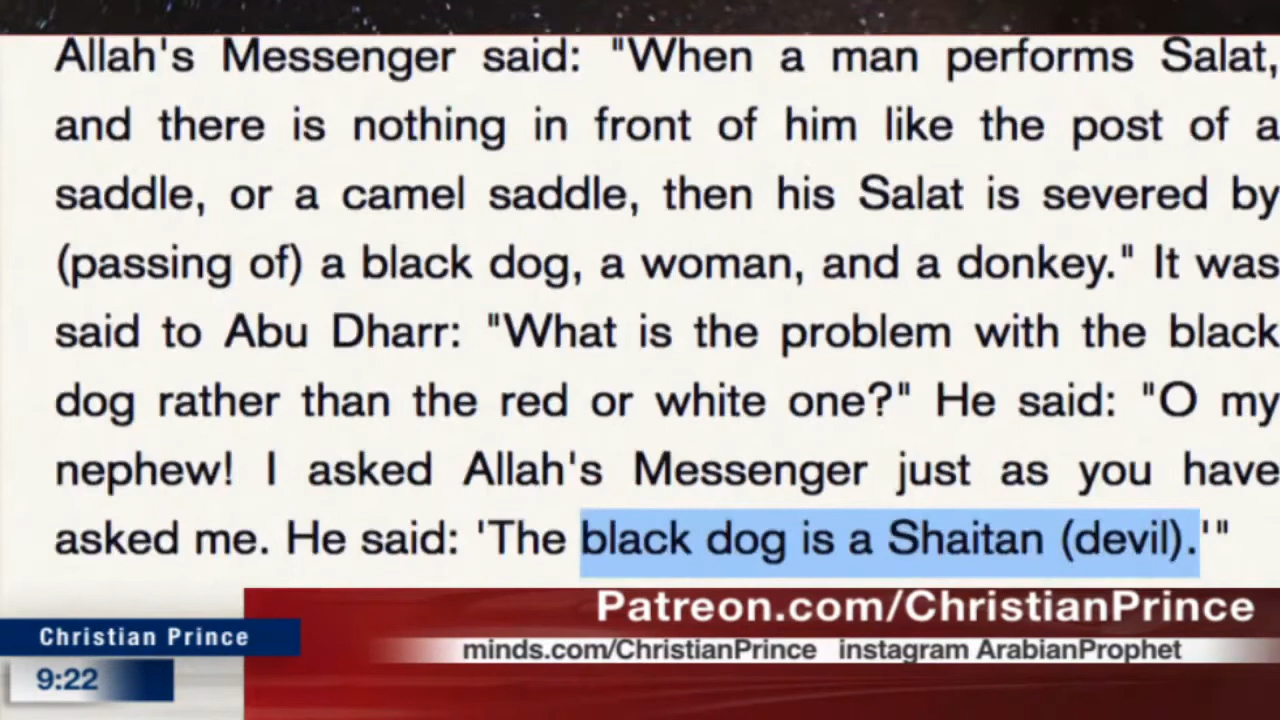 Allah's Messenger said: "When a man performs Salat,
and there is nothing in front of him like the post of a
saddle, or a camel saddle, then his Salat is severed by
(passing of) a black dog, a woman, and a donkey." It was
said to Abu Dharr: "What is the problem with the black
dog rather than the red or white one?" He said: "O my
nephew! I asked Allah's Messenger just as you have
asked me. He said: 'The black dog is a Shaitan (devil).'"
Patreon.com/ChristianPrince
Christian Prince
minds.com/ChristianPrince instagram ArabianProphet
9:22